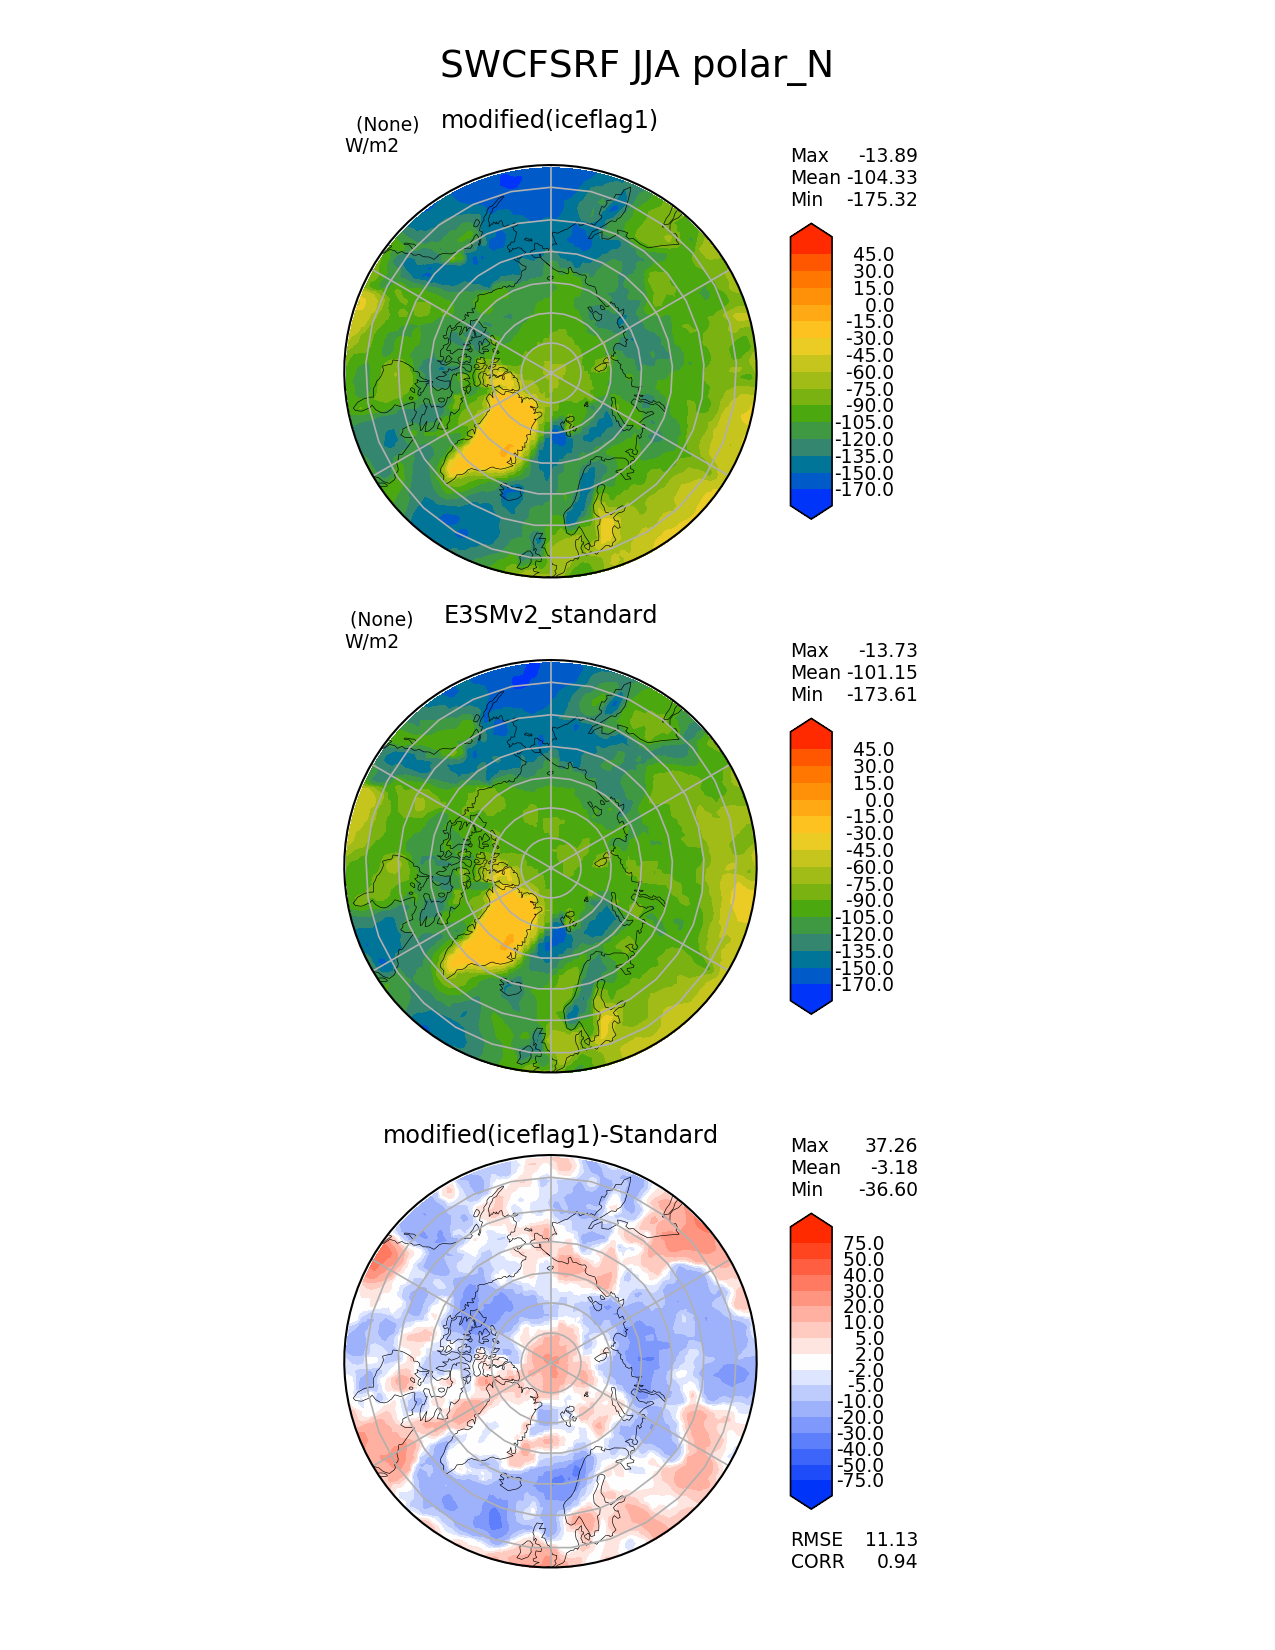 SWCFSRF JJA polar_N
(None) modified(iceflag1)
W/m2
Max -13.89
Mean -104.33
Min -175.32
45.0
30.0
15.0
0.0
-15.0
-30.0
-45.0
-60.0
-75.0
-90.0
-105.0
-120.0
-135.0
-150.0
-170.0
(None) E3SMv2_standard
W/m2
Max -13.73
Mean -101.15
Min -173.61
45.0
30.0
15.0
0.0
-15.0
-30.0
-45.0
-60.0
-75.0
-90.0
-105.0
-120.0
-135.0
-150.0
-170.0
modified(iceflag1)-Standard
Max 37.26
Mean -3.18
Min -36.60
75.0
50.0
40.0
30.0
20.0
10.0
5.0
2.0
-2.0
-5.0
-10.0
-20.0
-30.0
-40.0
-50.0
-75.0
RMSE 11.13
CORR 0.94